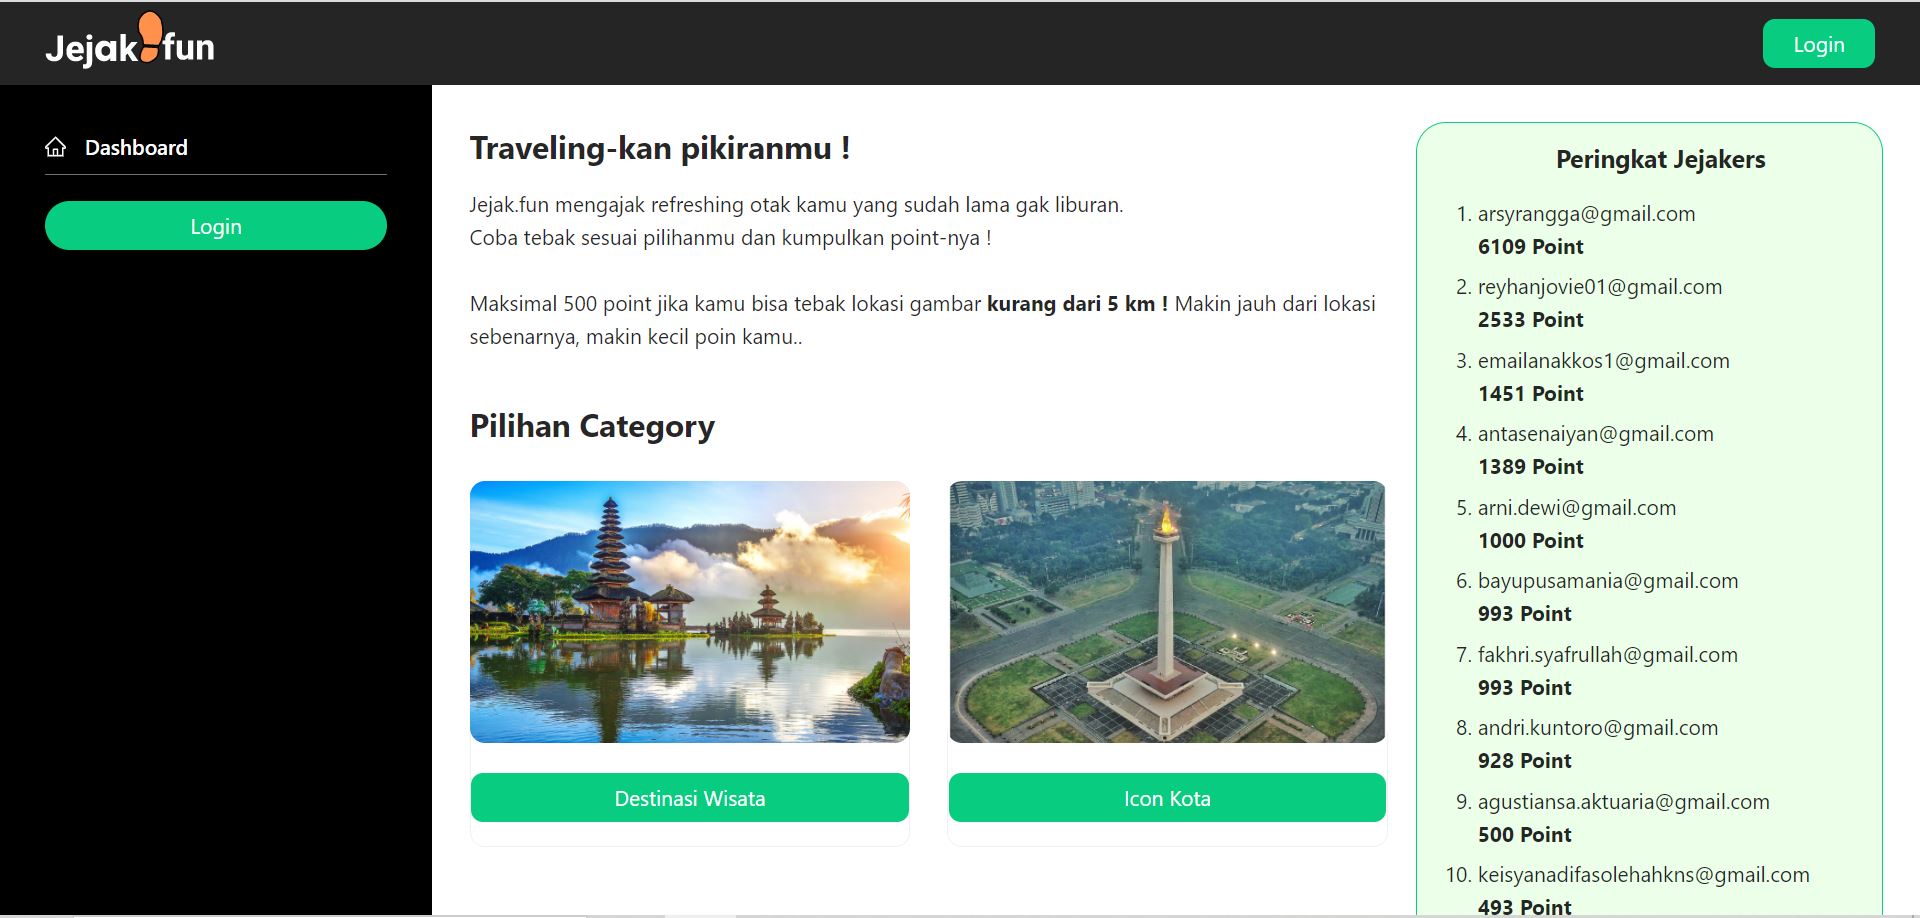 Jejak fun
Login
Dashboard
Login
Traveling-kan pikiranmu !
Jejak.fun mengajak refreshing otak kamu yang sudah lama gak liburan.
Coba tebak sesuai pilihanmu dan kumpulkan point-nya !
Maksimal 500 point jika kamu bisa tebak lokasi gambar kurang dari 5 km ! Makin jauh dari lokasi
sebenarnya, makin kecil poin kamu..
Pilihan Category
Destinasi Wisata
Icon Kota
Peringkat Jejakers
1. arsyrangga@gmail.com
6109 Point
2. reyhanjovie01@gmail.com
2533 Point
3. emailanakkos1@gmail.com
1451 Point
4. antasenaiyan@gmail.com
1389 Point
5. arni.dewi@gmail.com
1000 Point
6. bayupusamania@gmail.com
993 Point
7. fakhri.syafrullah@gmail.com
993 Point
8. andri.kuntoro@gmail.com
928 Point
9. agustiansa.aktuaria@gmail.com
500 Point
10. keisyanadifasolehahkns@gmail.com
493 Point